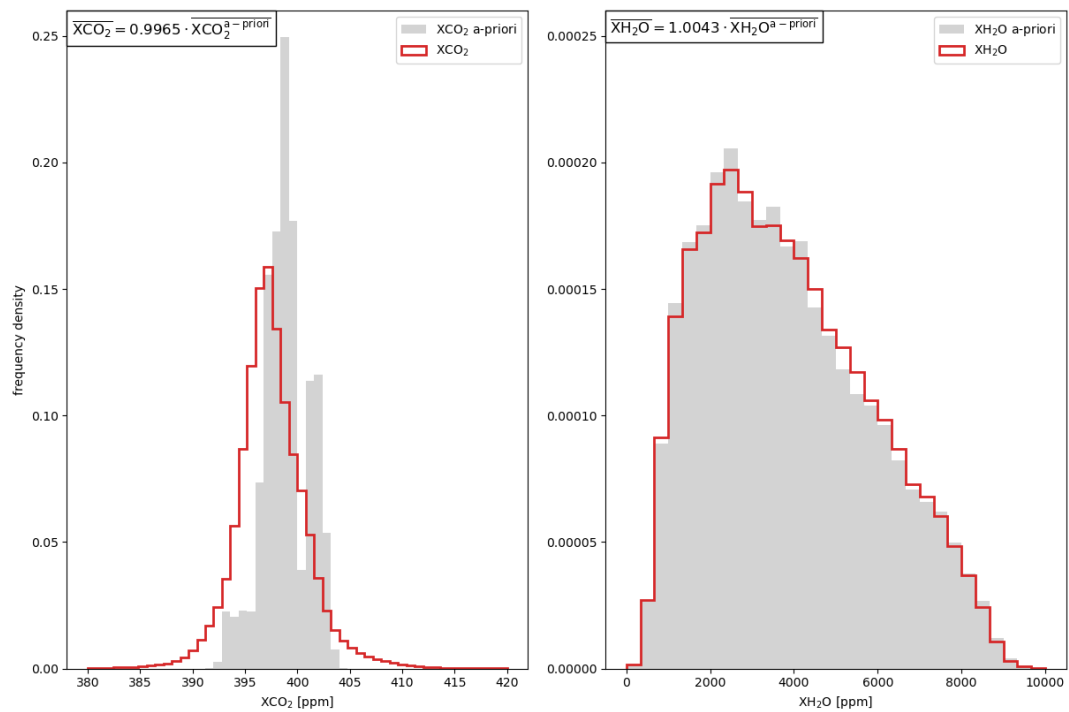 XCO₂ = 0.9965 · XCO₂^a−priori
XCO₂ a-priori
XCO₂
0.25
0.20
0.15
0.10
0.05
0.00
frequency density
380 385 390 395 400 405 410 415 420
XCO₂ [ppm]
XH₂O = 1.0043 · XH₂O^a−priori
XH₂O a-priori
XH₂O
0.00025
0.00020
0.00015
0.00010
0.00005
0.00000
0 2000 4000 6000 8000 10000
XH₂O [ppm]